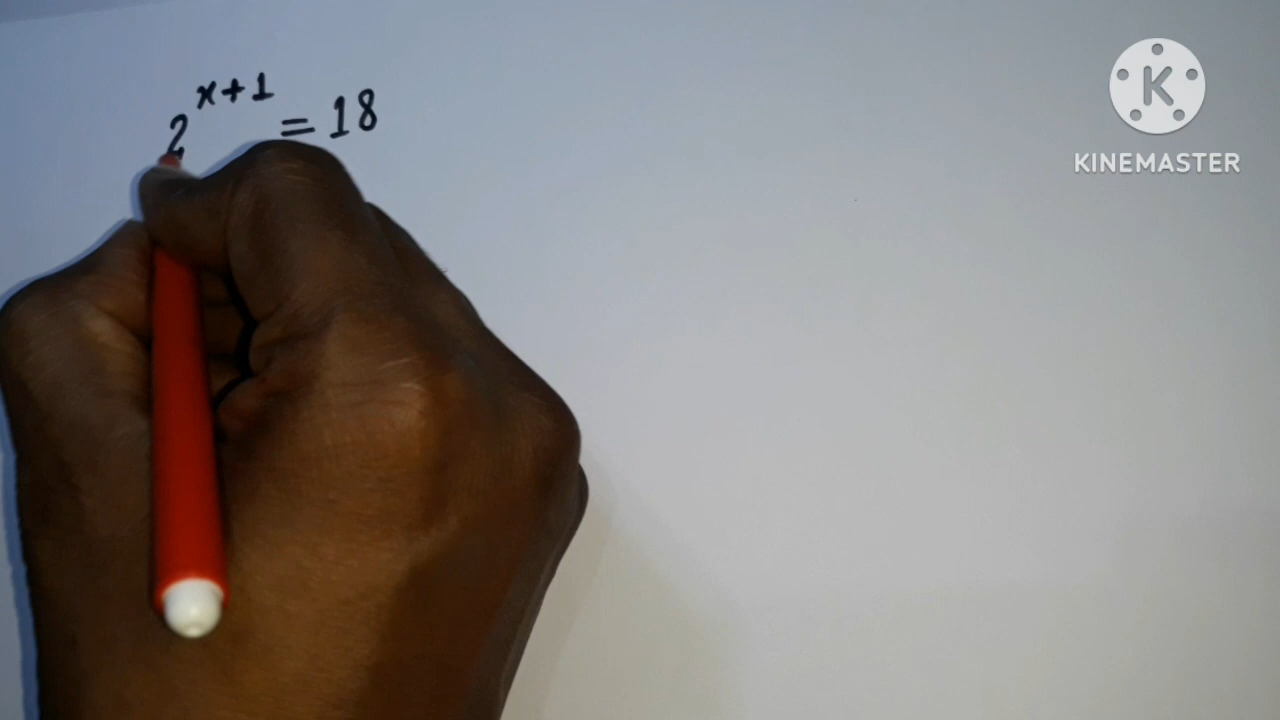 2^{x+1} = 18
K
KINEMASTER